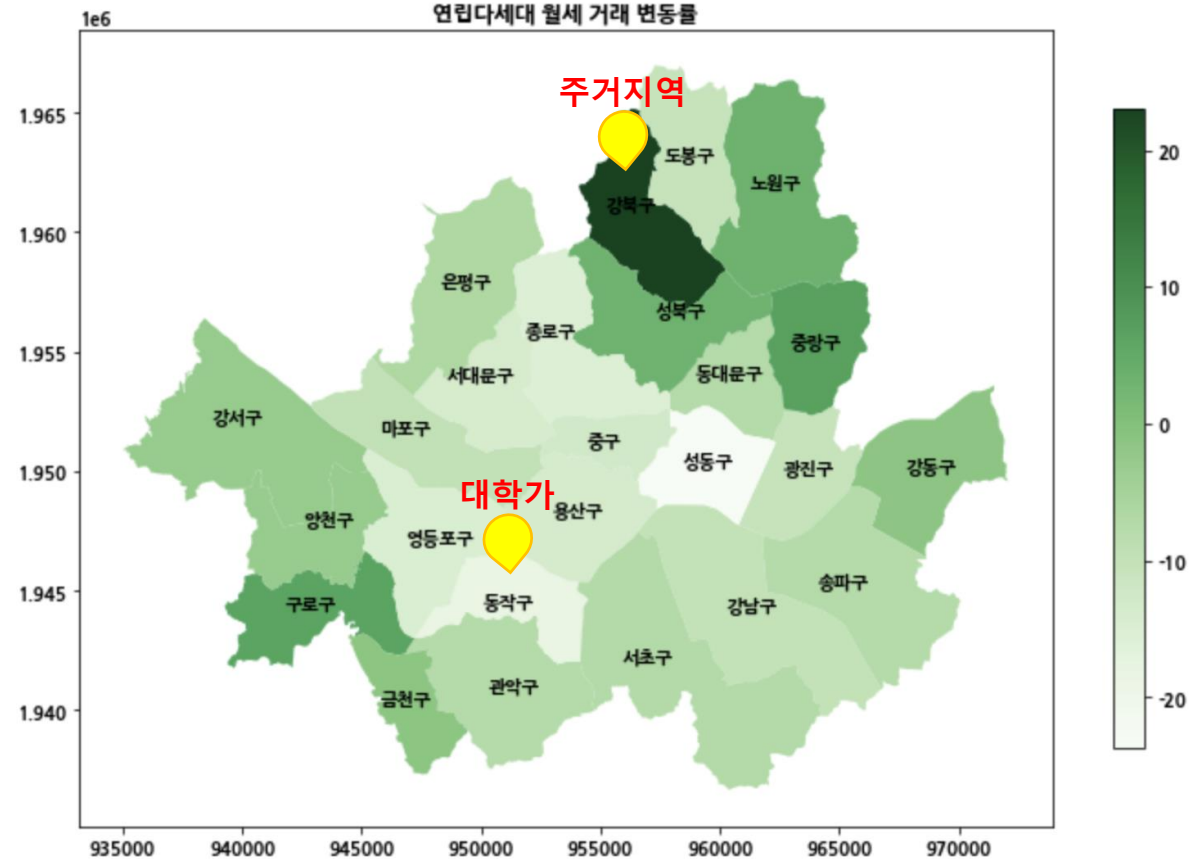 연립다세대 월세 거래 변동률
1e6
주거지역
1.965
도봉구
20
노원구
강북구
1.960
은평구
10
성북구
종로구
중랑구
1.955
서대문구
동대문구
강서구
마포구
0
중구
성동구
광진구
강동구
1.950
대학가
용산구
양천구
영등포구
-10
송파구
1.945
구로구
동작구
강남구
서초구
관악구
금천구
-20
1.940
935000 940000 945000 950000 955000 960000 965000 970000